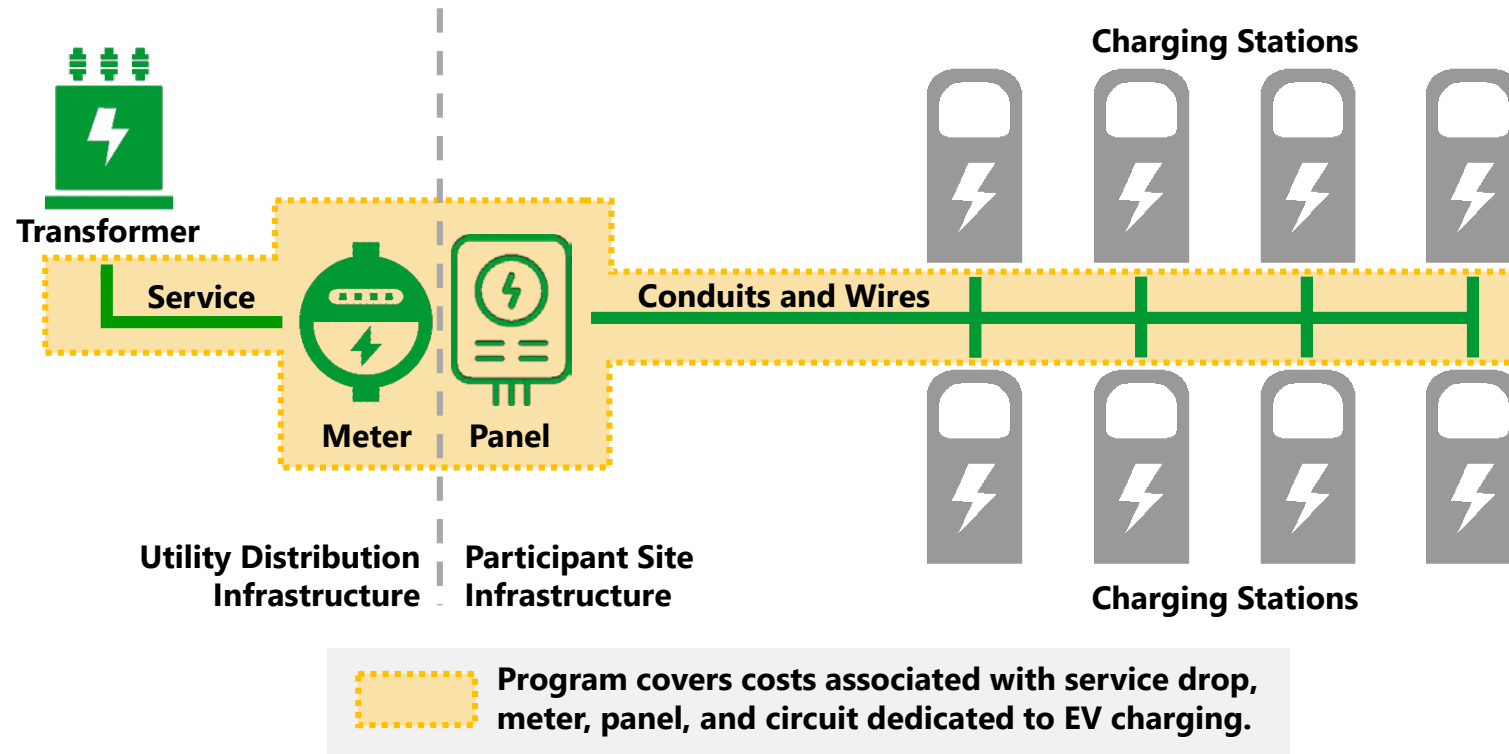 Charging Stations
Transformer
Service
Conduits and Wires
Meter
Panel
Utility Distribution
Infrastructure
Participant Site
Infrastructure
Charging Stations
Program covers costs associated with service drop,
meter, panel, and circuit dedicated to EV charging.